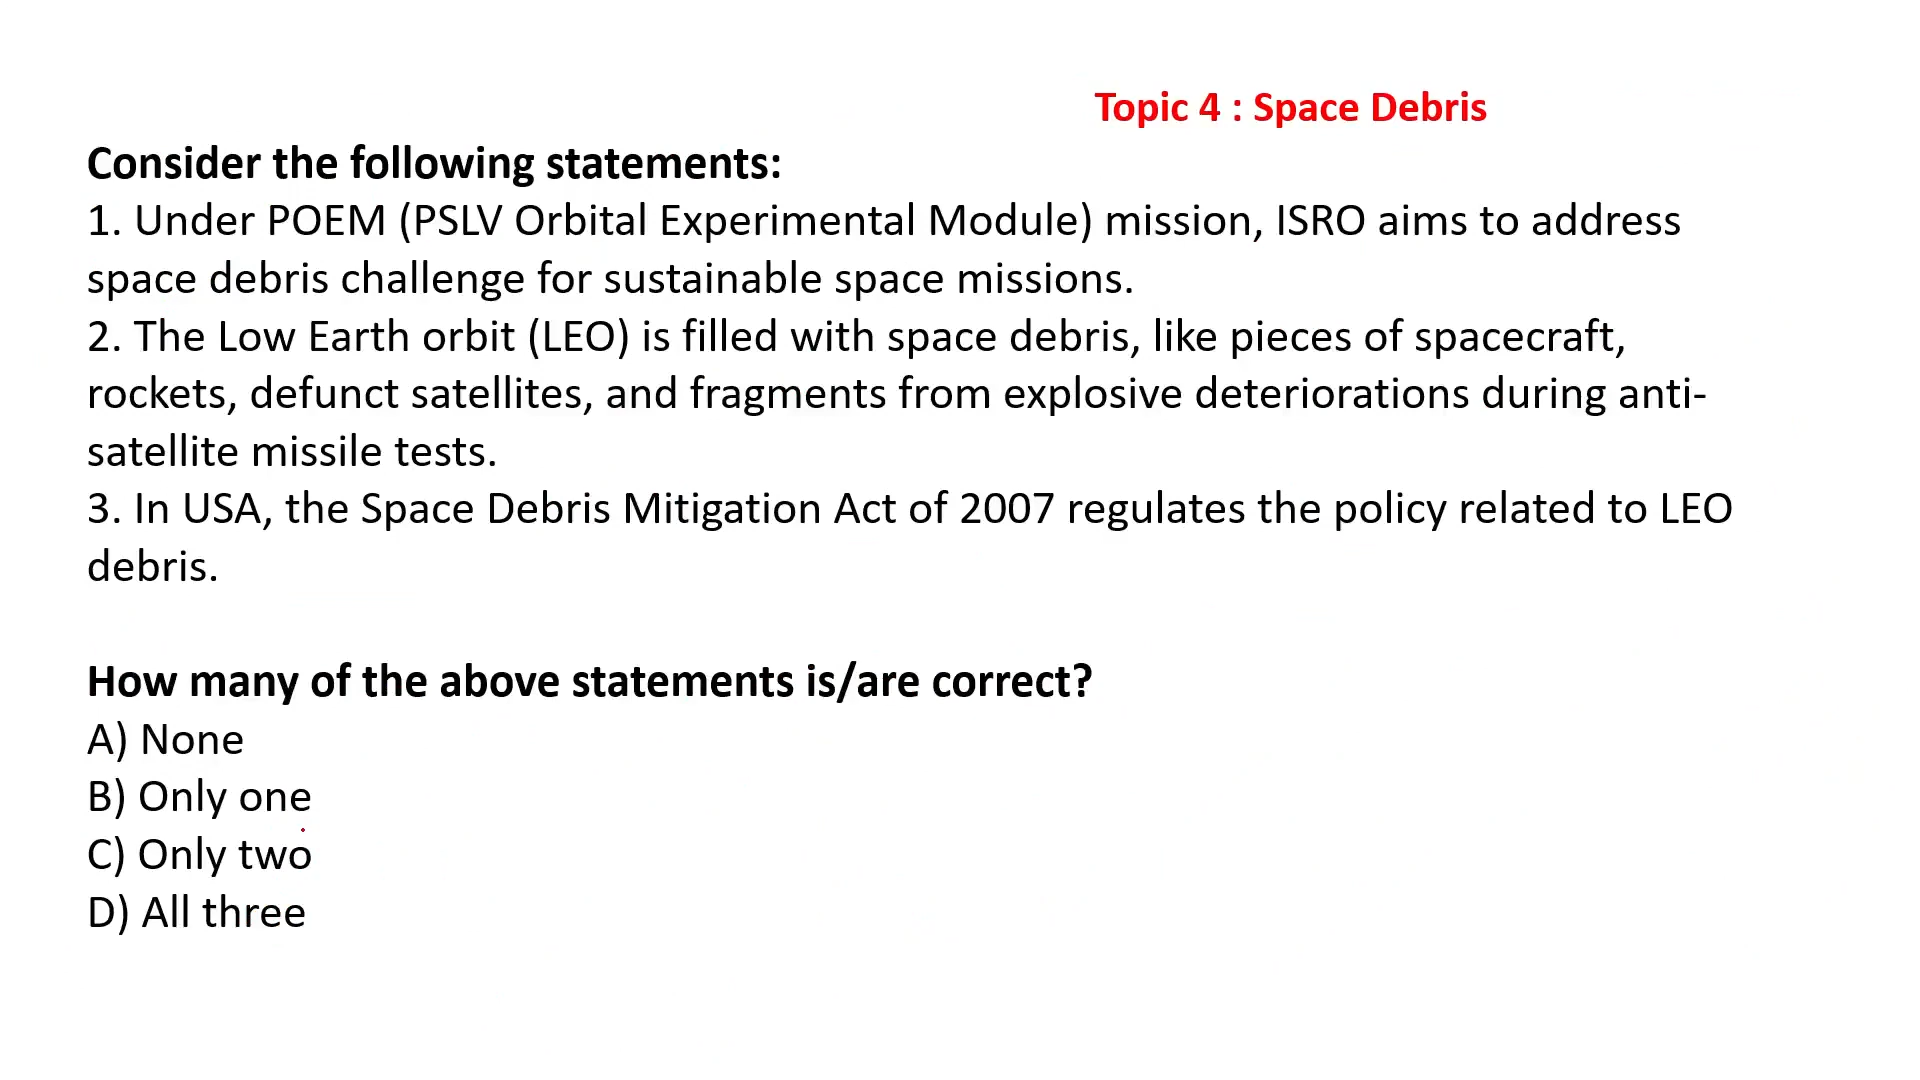 Topic 4 : Space Debris
Consider the following statements:
1. Under POEM (PSLV Orbital Experimental Module) mission, ISRO aims to address
space debris challenge for sustainable space missions.
2. The Low Earth orbit (LEO) is filled with space debris, like pieces of spacecraft,
rockets, defunct satellites, and fragments from explosive deteriorations during anti-
satellite missile tests.
3. In USA, the Space Debris Mitigation Act of 2007 regulates the policy related to LEO
debris.
How many of the above statements is/are correct?
A) None
B) Only one
C) Only two
D) All three